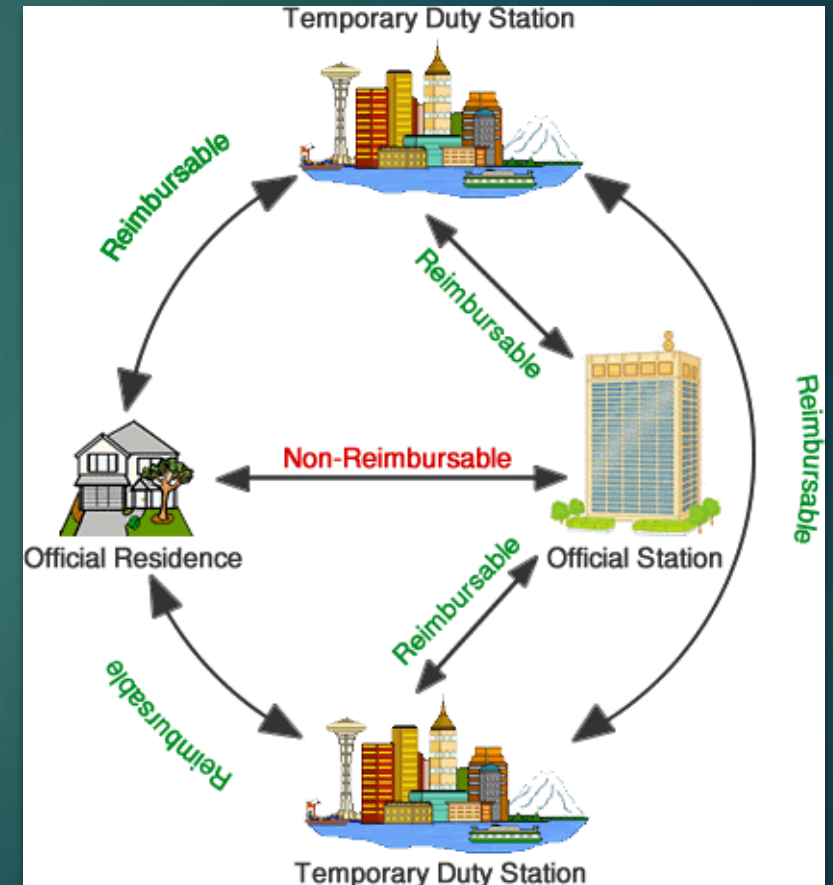 Temporary Duty Station
Reimbursable
Reimbursable
Reimbursable
Non-Reimbursable
Official Residence
Official Station
Reimbursable
Reimbursable
Temporary Duty Station